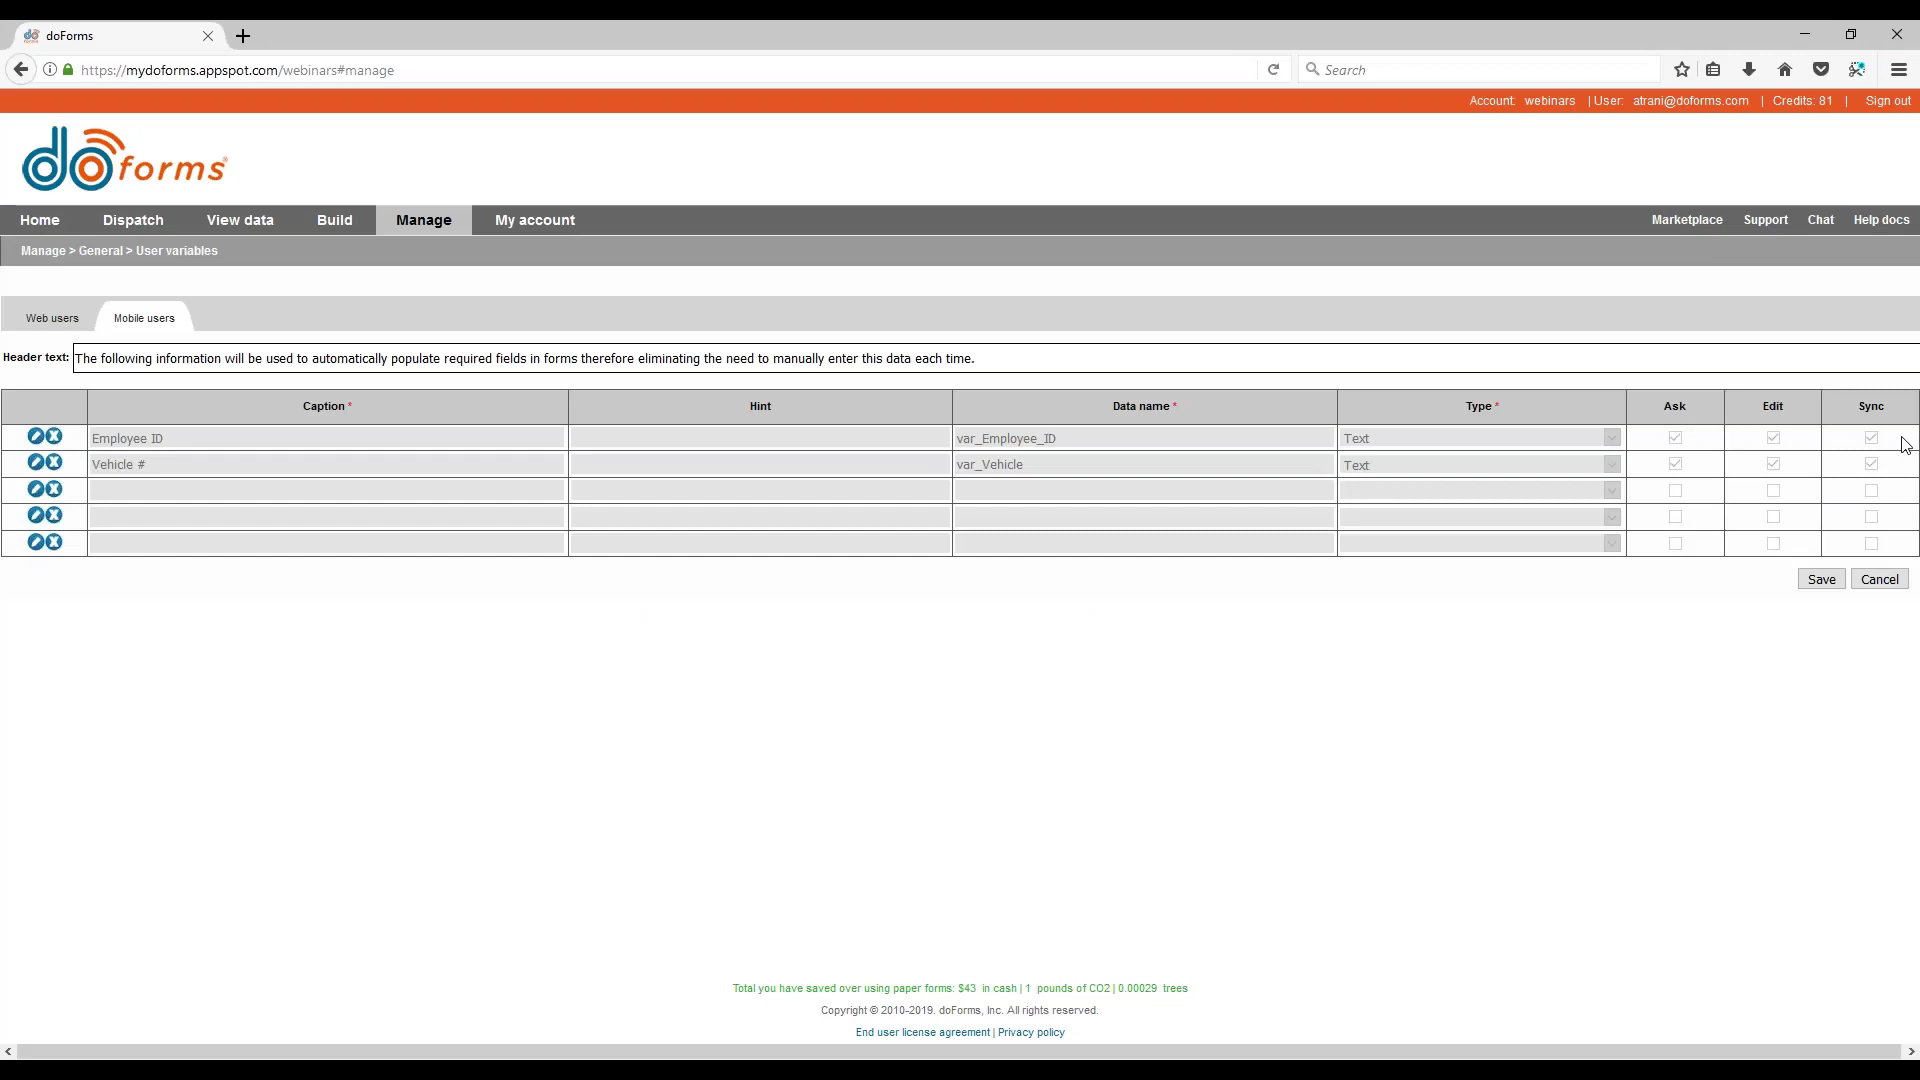 doForms
https://mydoforms.appspot.com/webinars#manage
Search
Account: webinars | User: atrani@doforms.com | Credits: 81 | Sign out
doforms
Home Dispatch View data Build Manage My account Marketplace Support Chat Help docs
Manage > General > User variables
Web users Mobile users
Header text: The following information will be used to automatically populate required fields in forms therefore eliminating the need to manually enter this data each time.
Caption * Hint Data name * Type * Ask Edit Sync
Employee ID var_Employee_ID Text
Vehicle # var_Vehicle Text
Save Cancel
Total you have saved over using paper forms: $43 in cash | 1 pounds of CO2 | 0.00029 trees
Copyright © 2010-2019. doForms, Inc. All rights reserved.
End user license agreement | Privacy policy